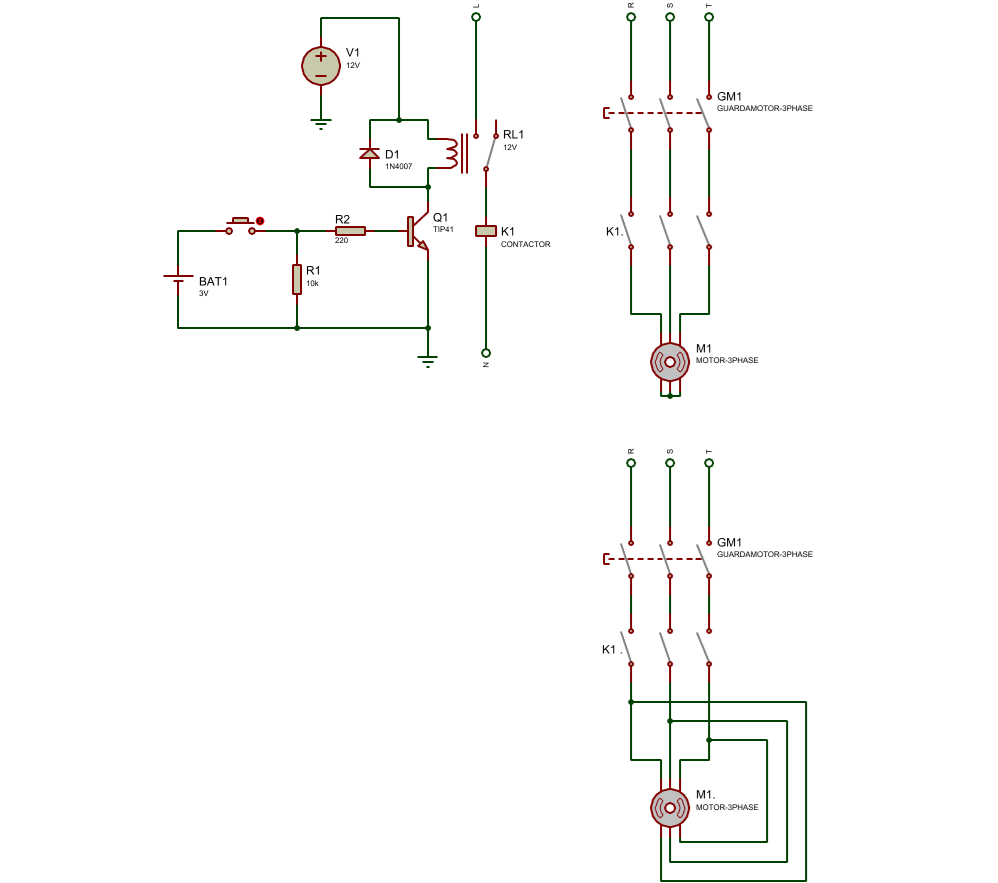 L
R
S
T
V1
12V
GM1
GUARDAMOTOR-3PHASE
RL1
12V
D1
1N4007
R2
220
Q1
TIP41
K1
CONTACTOR
K1.
R1
10k
BAT1
3V
N
M1
MOTOR-3PHASE
R
S
T
GM1
GUARDAMOTOR-3PHASE
K1 .
M1.
MOTOR-3PHASE